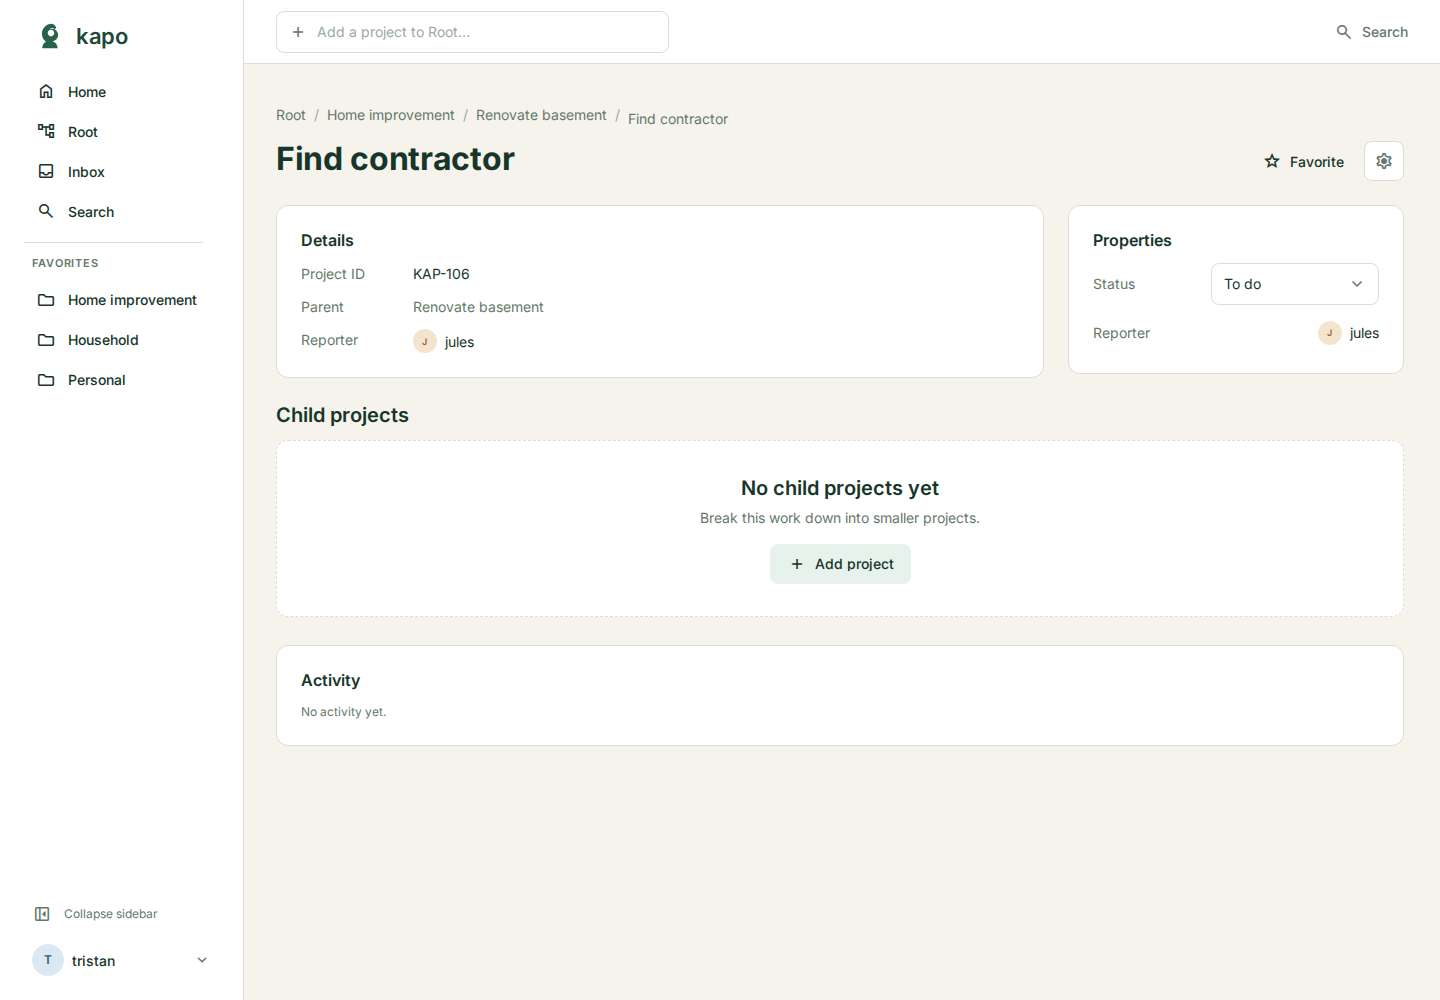 kapo
Add a project to Root...
Search
Home
Root
Inbox
Search
FAVORITES
Home improvement
Household
Personal
Collapse sidebar
T
tristan
Root / Home improvement / Renovate basement / Find contractor
Find contractor
Favorite
Details
Project ID KAP-106
Parent Renovate basement
Reporter J jules
Properties
Status To do
Reporter J jules
Child projects
No child projects yet
Break this work down into smaller projects.
Add project
Activity
No activity yet.